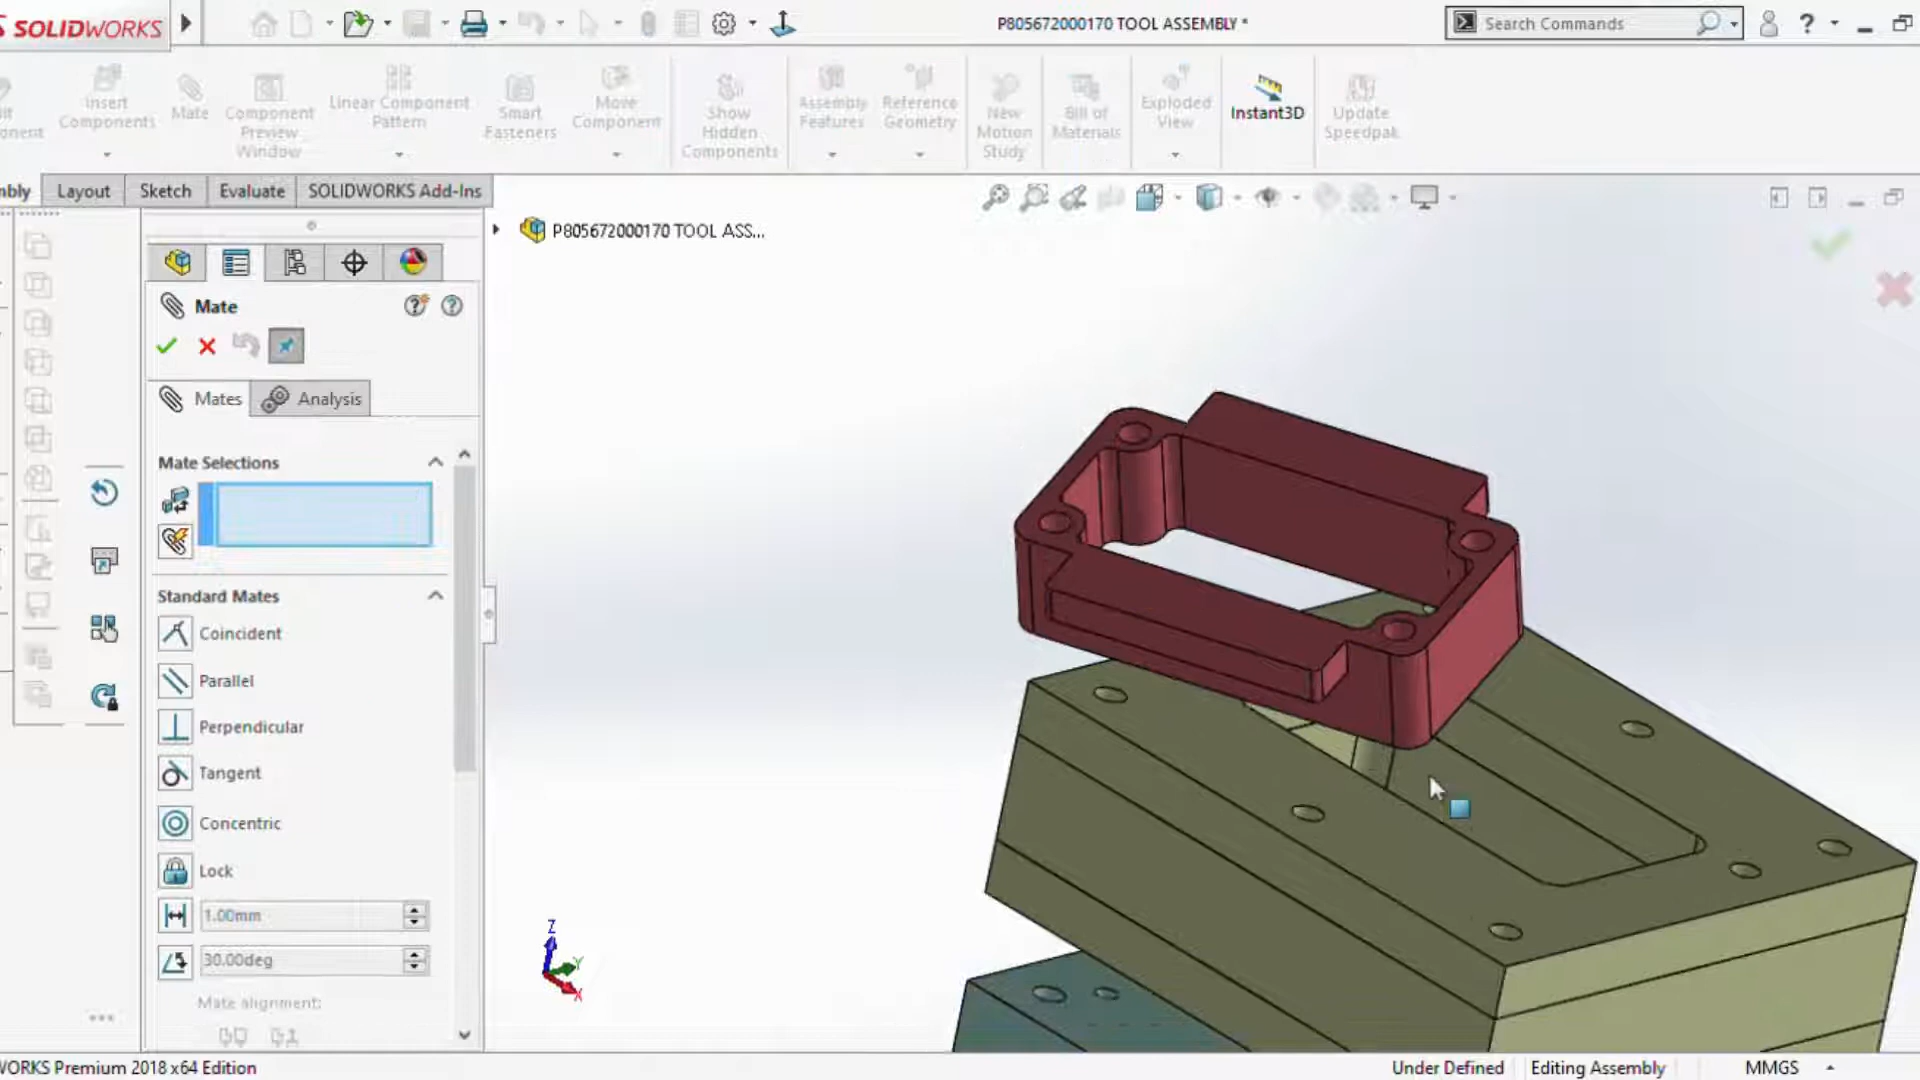 SOLIDWORKS
P805672000170 TOOL ASSEMBLY *
Search Commands
?
Insert Components
Mate
Component Preview Window
Linear Component Pattern
Smart Fasteners
Move Component
Show Hidden Components
Assembly Features
Reference Geometry
New Motion Study
Bill of Materials
Exploded View
Instant3D
Update Speedpak
mbly
Layout
Sketch
Evaluate
SOLIDWORKS Add-Ins
P805672000170 TOOL ASS...
Mate
Mates
Analysis
Mate Selections
Standard Mates
Coincident
Parallel
Perpendicular
Tangent
Concentric
Lock
1.00mm
30.00deg
Mate alignment:
Z
Y
X
WORKS Premium 2018 x64 Edition
Under Defined
Editing Assembly
MMGS